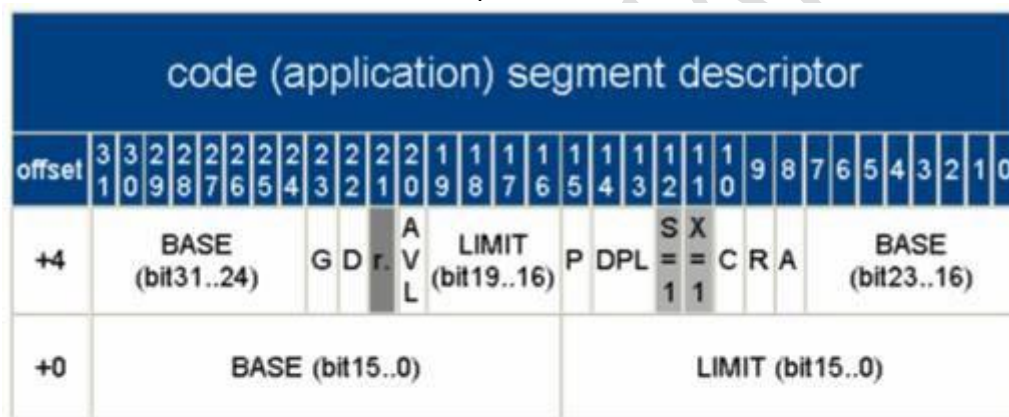 code (application) segment descriptor
offset 31 30 29 28 27 26 25 24 23 22 21 20 19 18 17 16 15 14 13 12 11 10 9 8 7 6 5 4 3 2 1 0
+4 BASE (bit31..24) G D r. AVL LIMIT (bit19..16) P DPL S=1 X=1 C R A BASE (bit23..16)
+0 BASE (bit15..0) LIMIT (bit15..0)